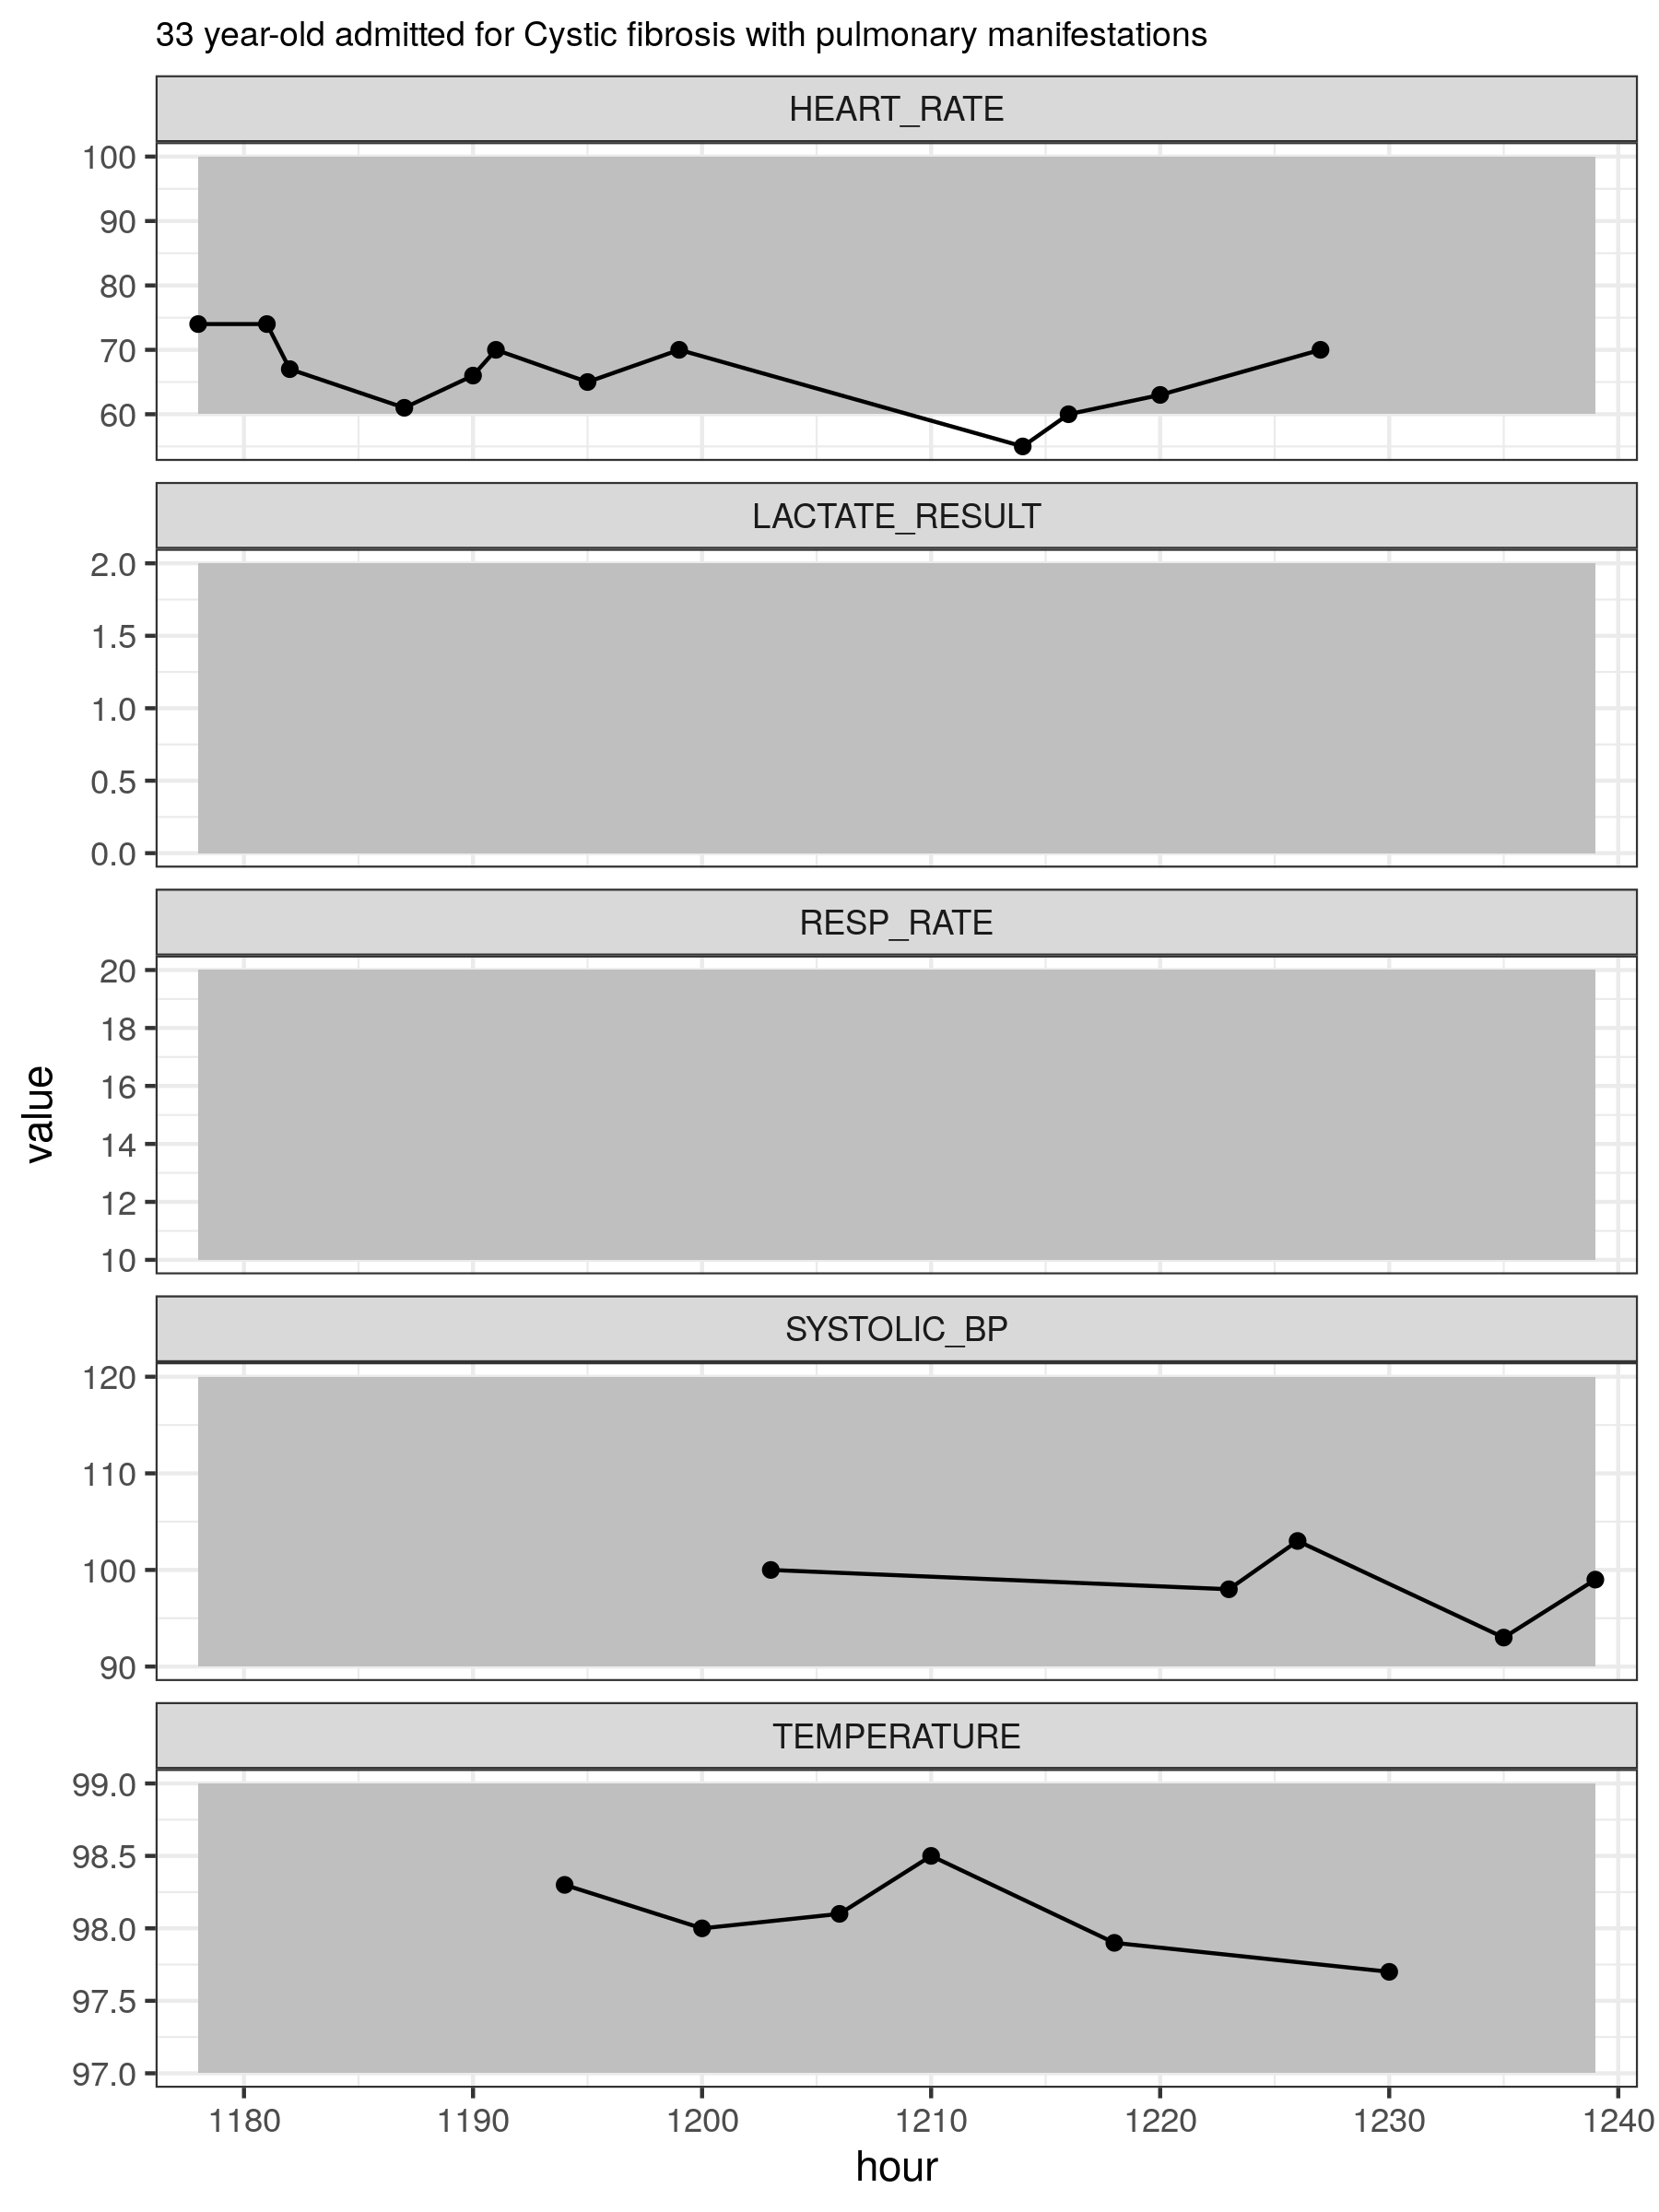 33 year-old admitted for Cystic fibrosis with pulmonary manifestations
HEART_RATE
100
90
80
70
60
LACTATE_RESULT
2.0
1.5
1.0
0.5
0.0
RESP_RATE
20
18
16
14
12
10
value
SYSTOLIC_BP
120
110
100
90
TEMPERATURE
99.0
98.5
98.0
97.5
97.0
1180 1190 1200 1210 1220 1230 1240
hour